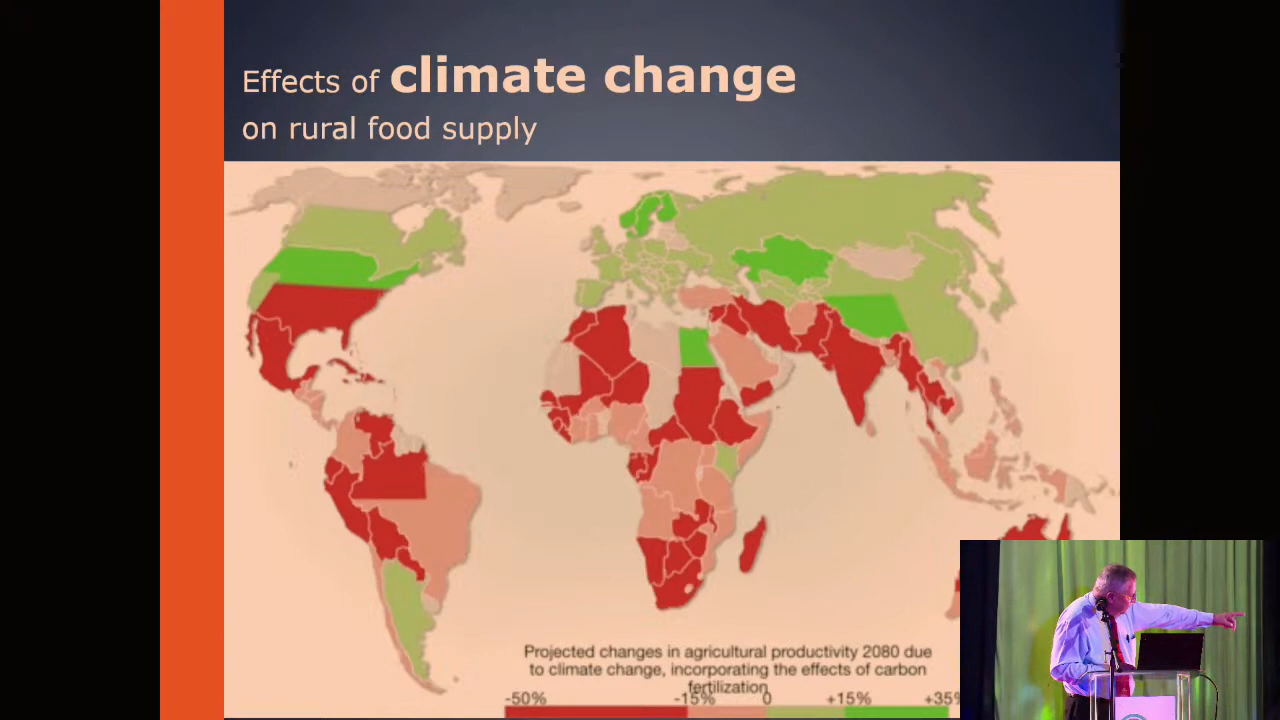 Effects of climate change
on rural food supply
Projected changes in agricultural productivity 2080 due
to climate change, incorporating the effects of carbon
fertilization
-50% -15% 0 +15% +35%